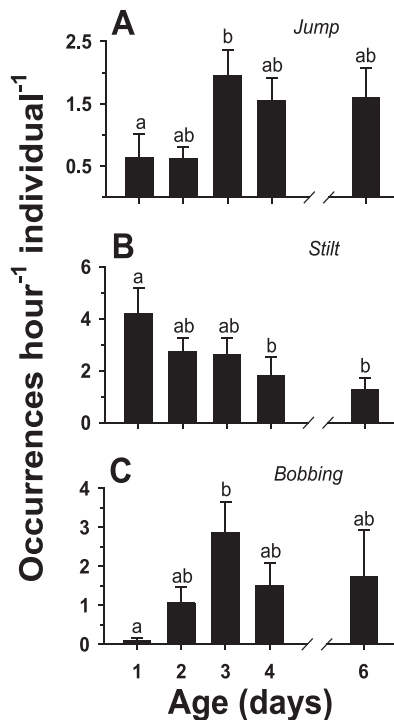 Occurrences hour⁻¹ individual⁻¹
A
Jump
2.5
1.5
0.5
a
ab
b
ab
ab
B
Stilt
6
4
2
0
a
ab
ab
b
b
C
Bobbing
4
3
2
1
0
a
ab
b
ab
ab
1 2 3 4 6
Age (days)